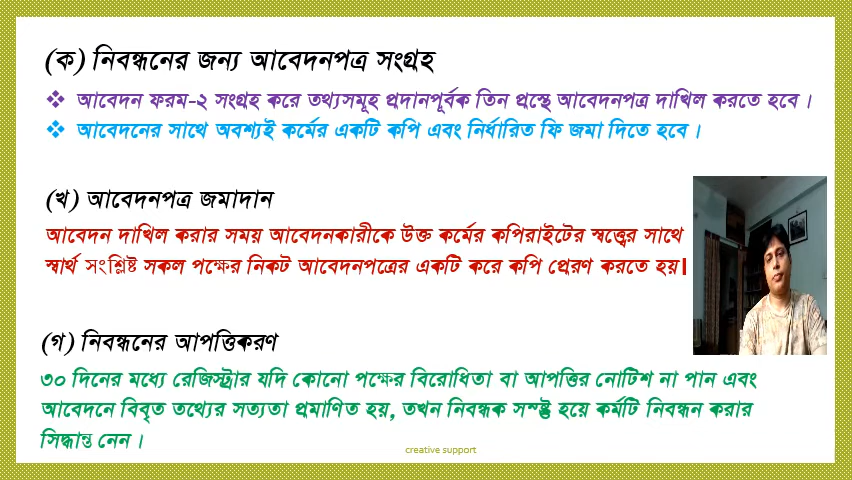 (ক) নিবন্ধনের জন্য আবেদনপত্র সংগ্রহ
❖ আবেদন ফরম-২ সংগ্রহ করে তথ্যসমূহ প্রদানপূর্বক তিন প্রস্থে আবেদনপত্র দাখিল করতে হবে।
❖ আবেদনের সাথে অবশ্যই কর্মের একটি কপি এবং নির্ধারিত ফি জমা দিতে হবে।
(খ) আবেদনপত্র জমাদান
আবেদন দাখিল করার সময় আবেদনকারীকে উক্ত কর্মের কপিরাইটের স্বত্ত্বের সাথে
স্বার্থ সংশ্লিষ্ট সকল পক্ষের নিকট আবেদনপত্রের একটি করে কপি প্রেরণ করতে হয়।
(গ) নিবন্ধনের আপত্তিকরণ
৩০ দিনের মধ্যে রেজিস্ট্রার যদি কোনো পক্ষের বিরোধিতা বা আপত্তির নোটিশ না পান এবং
আবেদনে বিবৃত তথ্যের সত্যতা প্রমাণিত হয়, তখন নিবন্ধক সন্তুষ্ট হয়ে কর্মটি নিবন্ধন করার
সিদ্ধান্ত নেন।
creative support